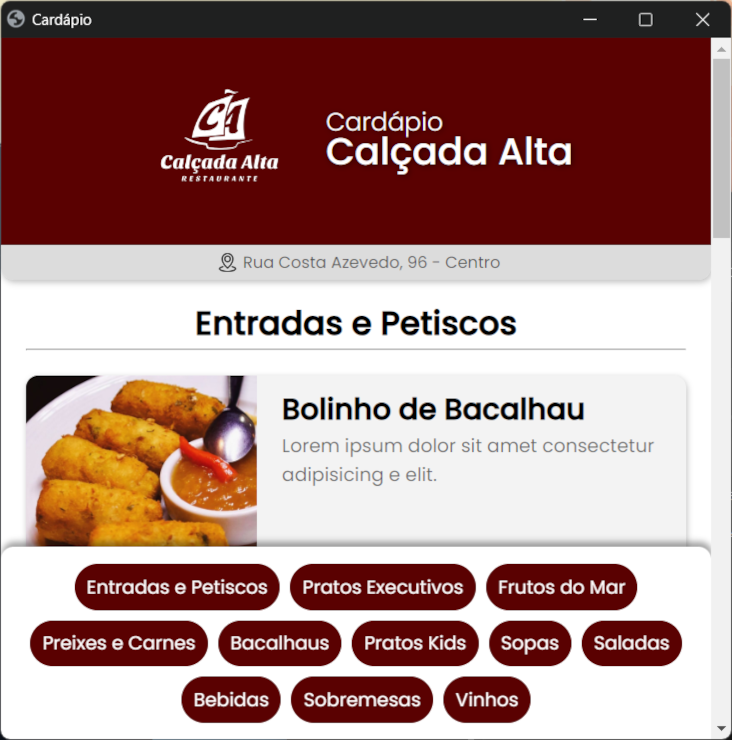 Cardápio
Calçada Alta
RESTAURANTE
Cardápio
Calçada Alta
Rua Costa Azevedo, 96 - Centro
Entradas e Petiscos
Bolinho de Bacalhau
Lorem ipsum dolor sit amet consectetur
adipisicing e elit.
Entradas e Petiscos Pratos Executivos Frutos do Mar
Preixes e Carnes Bacalhaus Pratos Kids Sopas Saladas
Bebidas Sobremesas Vinhos